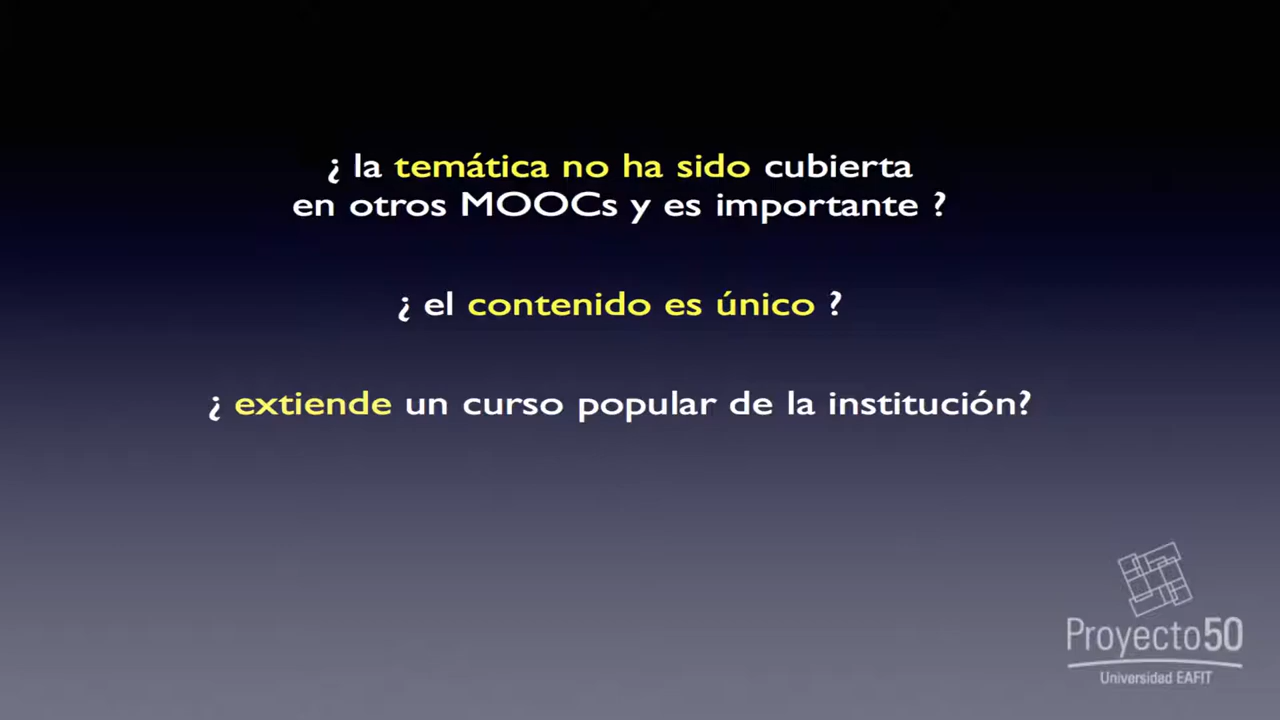 ¿ la temática no ha sido cubierta
en otros MOOCs y es importante ?
¿ el contenido es único ?
¿ extiende un curso popular de la institución?
Proyecto50
Universidad EAFIT